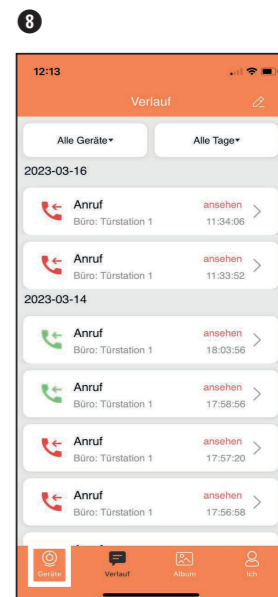 8
12:13
Verlauf
Alle Geräte▾ Alle Tage▾
2023-03-16
Anruf ansehen
Büro: Türstation 1 11:34:06
Anruf ansehen
Büro: Türstation 1 11:33:52
2023-03-14
Anruf ansehen
Büro: Türstation 1 18:03:56
Anruf ansehen
Büro: Türstation 1 17:58:56
Anruf ansehen
Büro: Türstation 1 17:57:20
Anruf ansehen
Büro: Türstation 1 17:56:58
Geräte Verlauf Album Ich